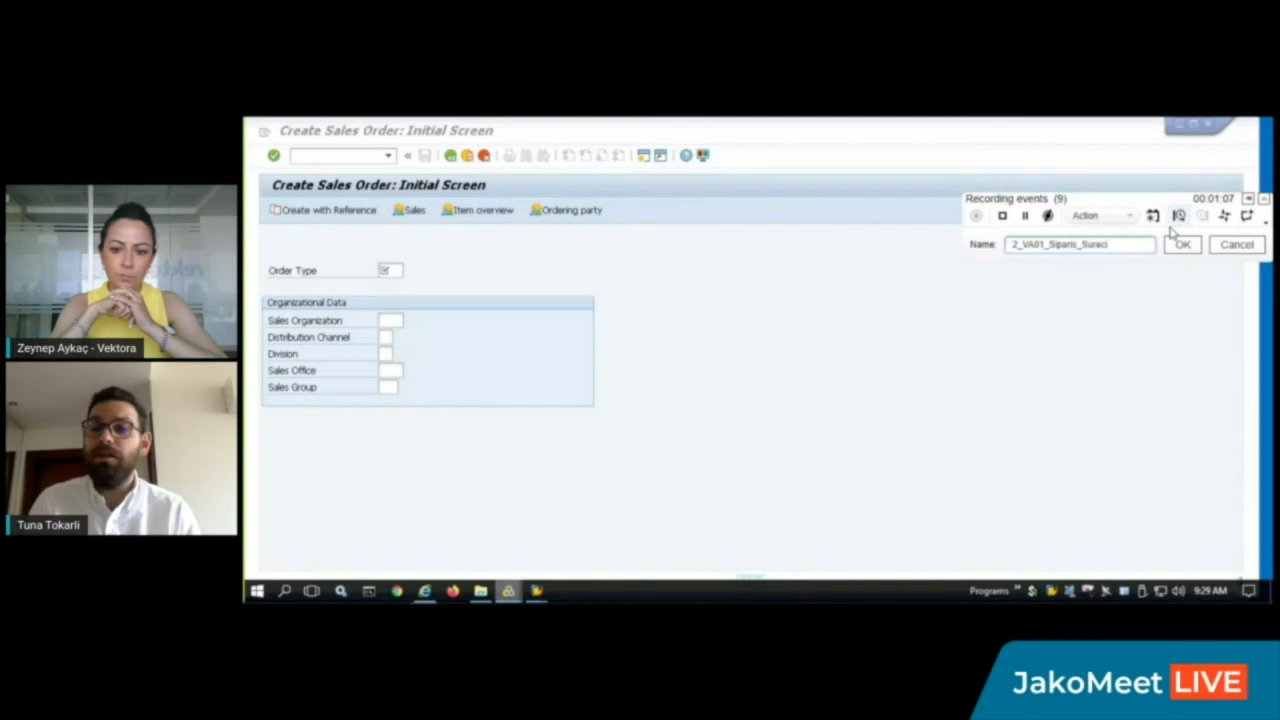 Create Sales Order: Initial Screen
Create Sales Order: Initial Screen
Create with Reference
Sales
Item overview
Ordering party
Recording events (9)
00:01:07
Action
Name:
2_VA01_Siparis_Sureci
OK
Cancel
Order Type
Organizational Data
Sales Organization
Distribution Channel
Division
Sales Office
Sales Group
Zeynep Aykaç - Vektora
Tuna Tokarli
Programs
9:29 AM
JakoMeet LIVE